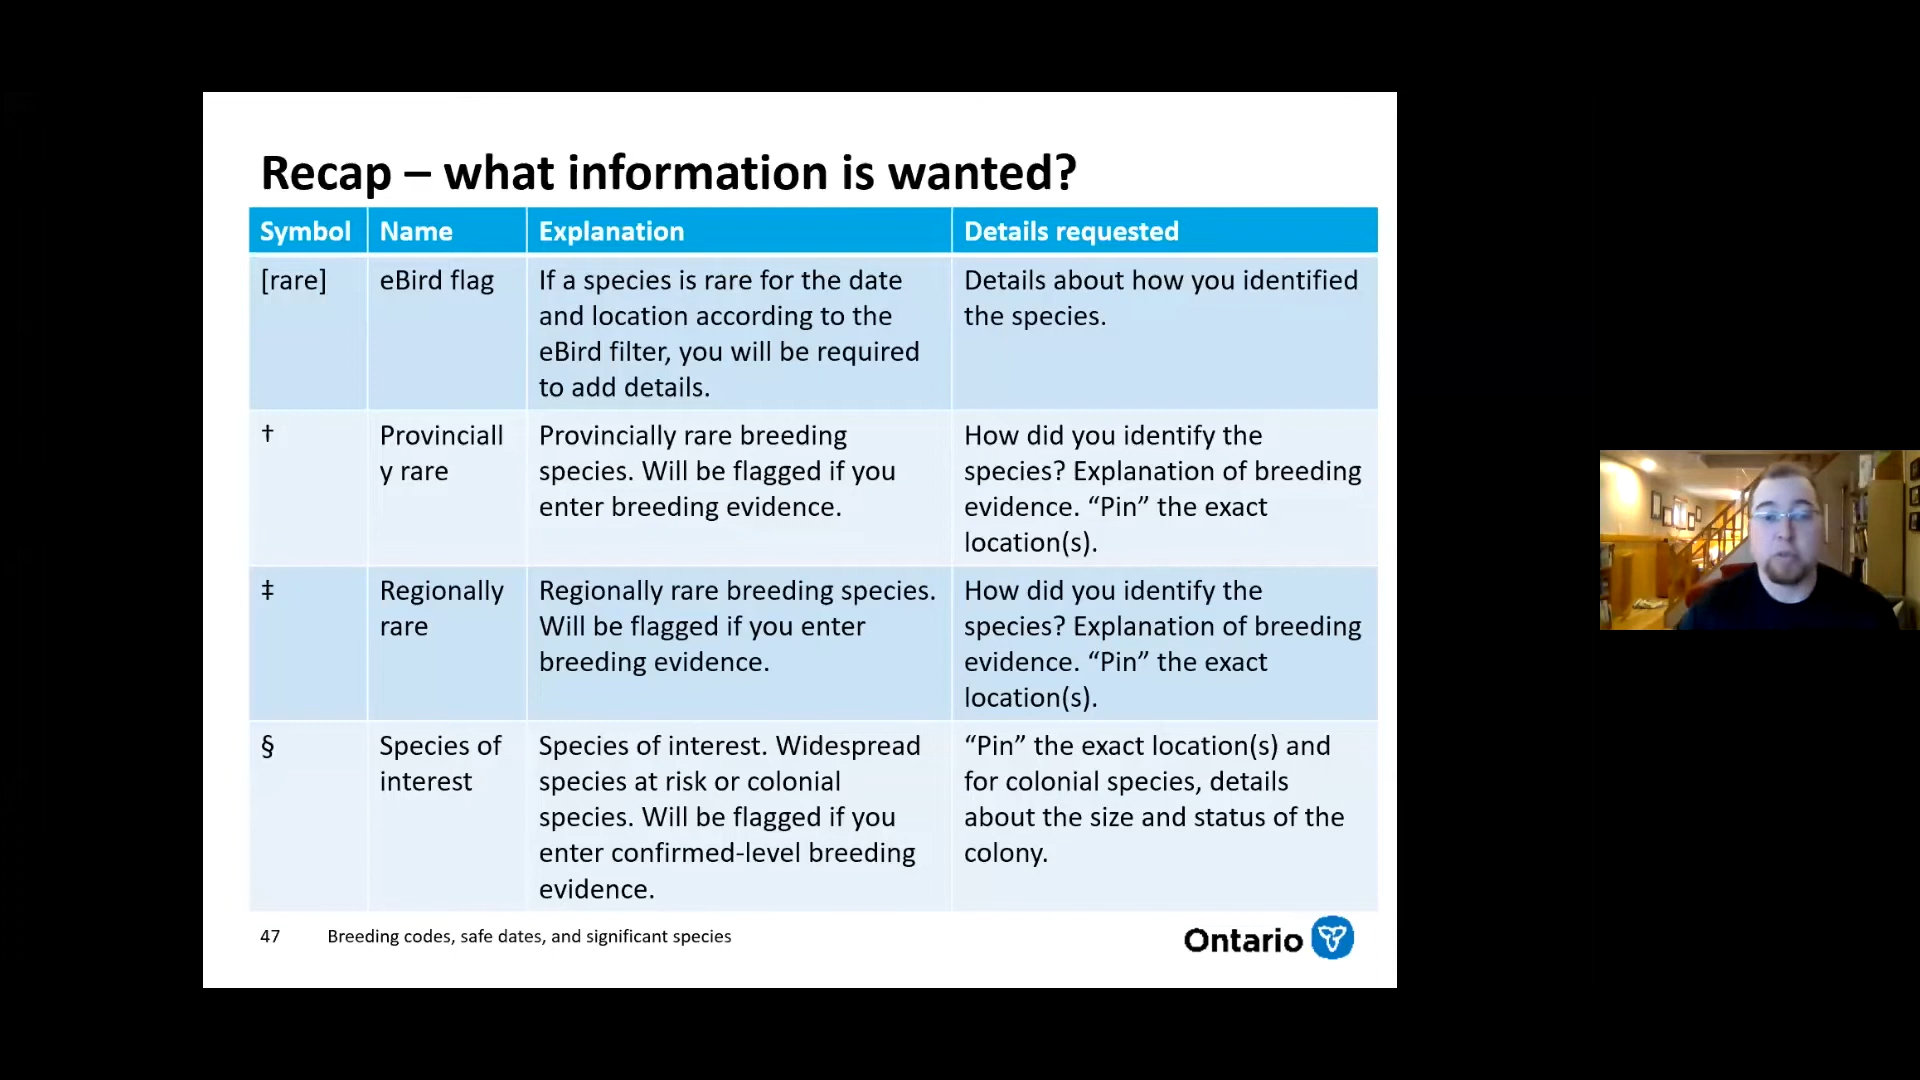 Recap – what information is wanted?
Symbol
Name
Explanation
Details requested
[rare]
eBird flag
If a species is rare for the date
and location according to the
eBird filter, you will be required
to add details.
Details about how you identified
the species.
†
Provinciall
y rare
Provincially rare breeding
species. Will be flagged if you
enter breeding evidence.
How did you identify the
species? Explanation of breeding
evidence. “Pin” the exact
location(s).
‡
Regionally
rare
Regionally rare breeding species.
Will be flagged if you enter
breeding evidence.
How did you identify the
species? Explanation of breeding
evidence. “Pin” the exact
location(s).
§
Species of
interest
Species of interest. Widespread
species at risk or colonial
species. Will be flagged if you
enter confirmed-level breeding
evidence.
“Pin” the exact location(s) and
for colonial species, details
about the size and status of the
colony.
47
Breeding codes, safe dates, and significant species
Ontario